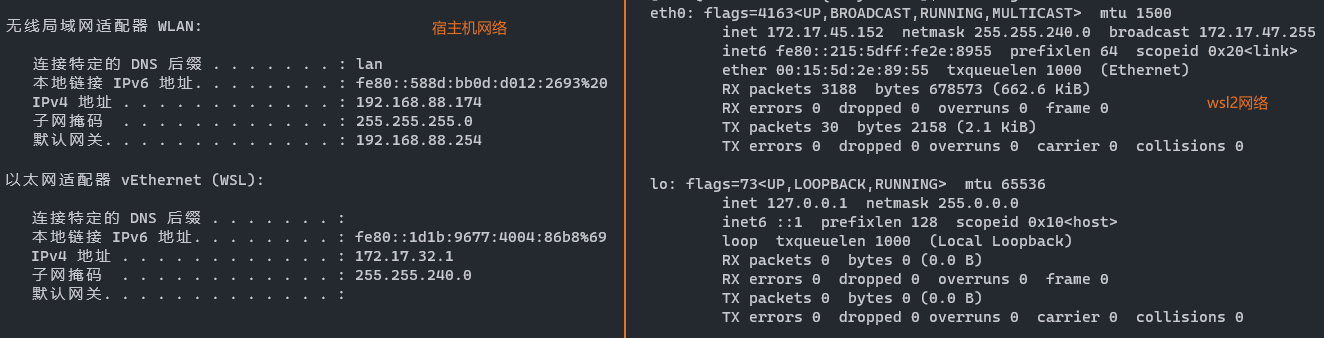 无线局域网适配器 WLAN:
宿主机网络
连接特定的 DNS 后缀 . . . . . . . : lan
本地链接 IPv6 地址. . . . . . . . : fe80::588d:bb0d:d012:2693%20
IPv4 地址 . . . . . . . . . . . . : 192.168.88.174
子网掩码 . . . . . . . . . . . . : 255.255.255.0
默认网关. . . . . . . . . . . . . : 192.168.88.254
以太网适配器 vEthernet (WSL):
连接特定的 DNS 后缀 . . . . . . . :
本地链接 IPv6 地址. . . . . . . . : fe80::1d1b:9677:4004:86b8%69
IPv4 地址 . . . . . . . . . . . . : 172.17.32.1
子网掩码 . . . . . . . . . . . . : 255.255.240.0
默认网关. . . . . . . . . . . . . :
eth0: flags=4163<UP,BROADCAST,RUNNING,MULTICAST> mtu 1500
inet 172.17.45.152 netmask 255.255.240.0 broadcast 172.17.47.255
inet6 fe80::215:5dff:fe2e:8955 prefixlen 64 scopeid 0x20<link>
ether 00:15:5d:2e:89:55 txqueuelen 1000 (Ethernet)
RX packets 3188 bytes 678573 (662.6 KiB)
wsl2网络
RX errors 0 dropped 0 overruns 0 frame 0
TX packets 30 bytes 2158 (2.1 KiB)
TX errors 0 dropped 0 overruns 0 carrier 0 collisions 0
lo: flags=73<UP,LOOPBACK,RUNNING> mtu 65536
inet 127.0.0.1 netmask 255.0.0.0
inet6 ::1 prefixlen 128 scopeid 0x10<host>
loop txqueuelen 1000 (Local Loopback)
RX packets 0 bytes 0 (0.0 B)
RX errors 0 dropped 0 overruns 0 frame 0
TX packets 0 bytes 0 (0.0 B)
TX errors 0 dropped 0 overruns 0 carrier 0 collisions 0